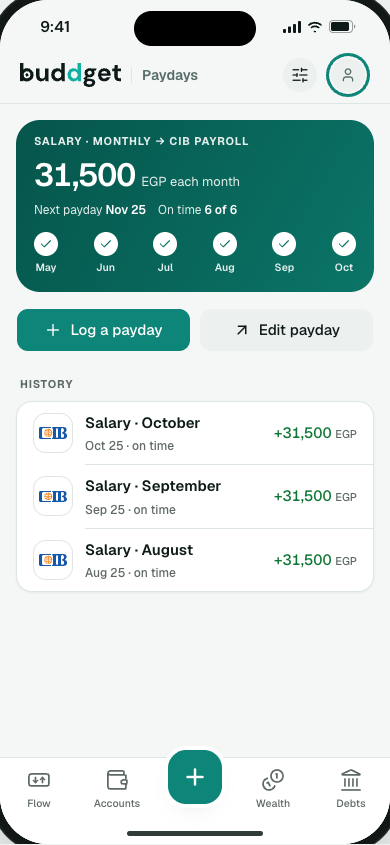 9:41
buddget
Paydays
SALARY · MONTHLY → CIB PAYROLL
31,500 EGP each month
Next payday Nov 25 On time 6 of 6
May Jun Jul Aug Sep Oct
+ Log a payday
Edit payday
HISTORY
CIB
Salary · October
+31,500 EGP
Oct 25 · on time
CIB
Salary · September
+31,500 EGP
Sep 25 · on time
CIB
Salary · August
+31,500 EGP
Aug 25 · on time
Flow Accounts Wealth Debts